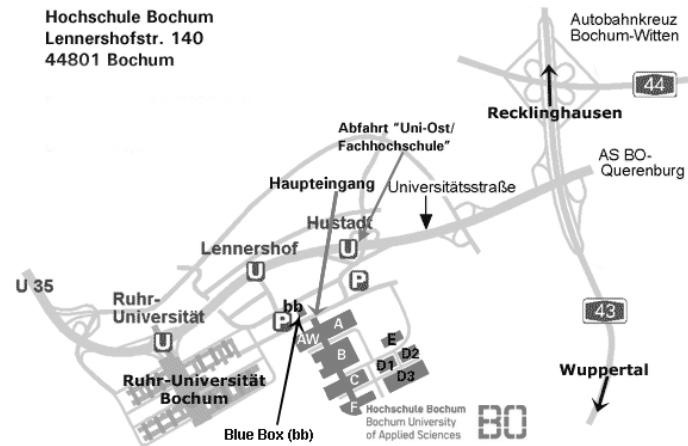 Hochschule Bochum
Lennershofstr. 140
44801 Bochum
Autobahnkreuz
Bochum-Witten
44
Recklinghausen
Abfahrt "Uni-Ost/
Fachhochschule"
AS BO-
Querenburg
Haupteingang
Universitätsstraße
Hustadt
U
Lennershof
U
P
U 35
Ruhr-
Universität
U
bb
P
A
AW
B
C
F
E
D2
D1
D3
43
Wuppertal
Ruhr-Universität
Bochum
Blue Box (bb)
Hochschule Bochum
Bochum University
of Applied Sciences
BO